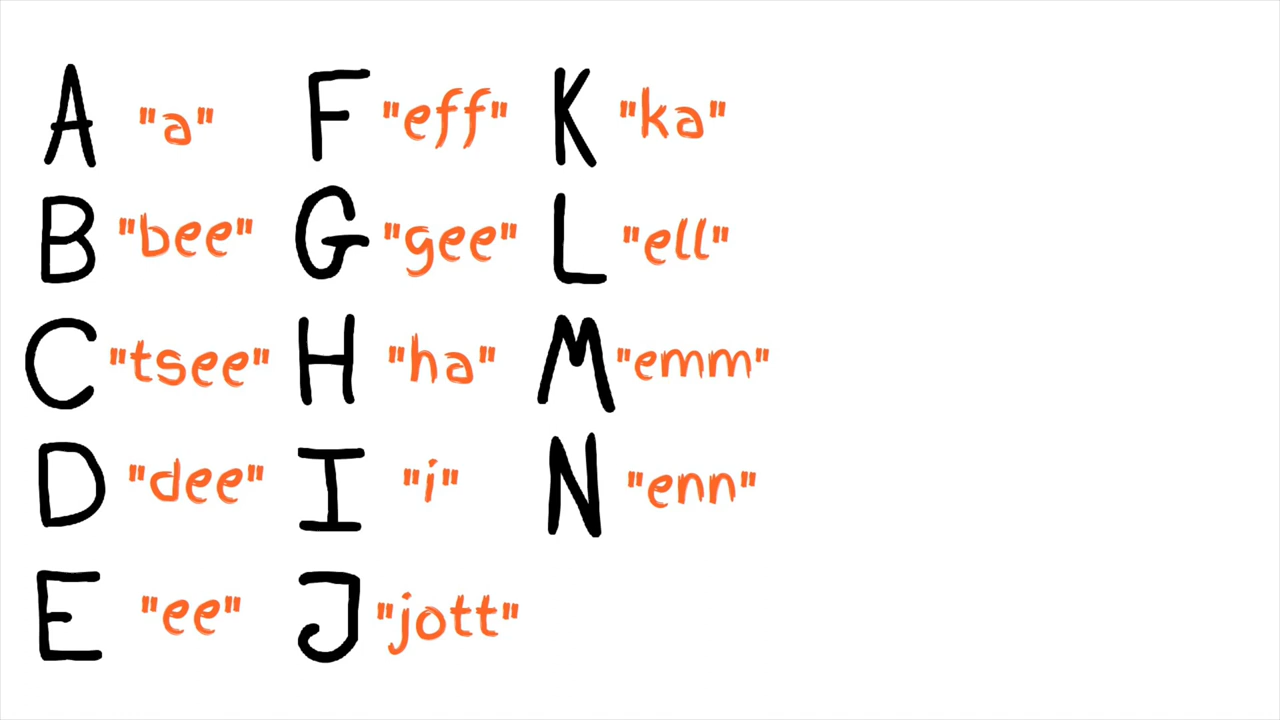 A "a"
B "bee"
C "tsee"
D "dee"
E "ee"
F "eff"
G "gee"
H "ha"
I "i"
J "jott"
K "ka"
L "ell"
M "emm"
N "enn"